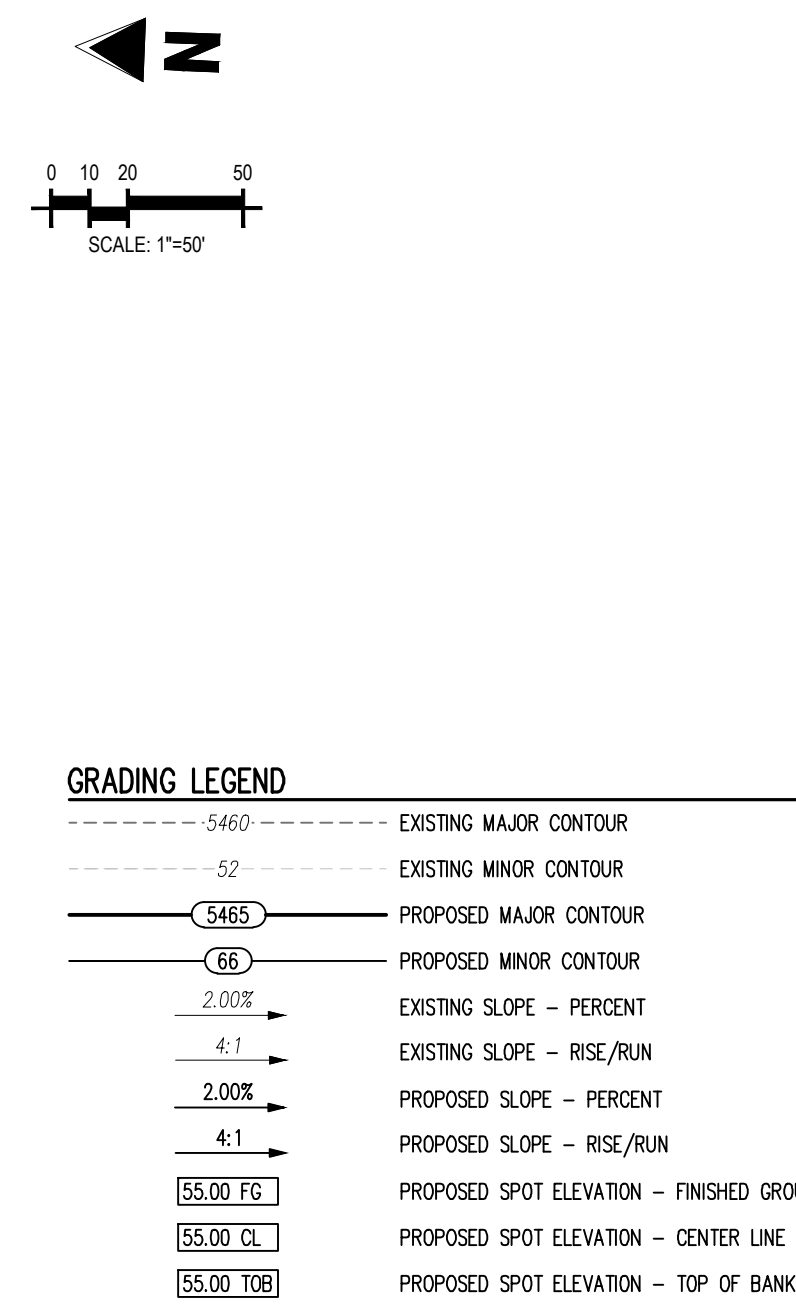 N
0 10 20 50
SCALE: 1"=50'
GRADING LEGEND
5460 EXISTING MAJOR CONTOUR
52 EXISTING MINOR CONTOUR
5465 PROPOSED MAJOR CONTOUR
66 PROPOSED MINOR CONTOUR
2.00% EXISTING SLOPE – PERCENT
4:1 EXISTING SLOPE – RISE/RUN
2.00% PROPOSED SLOPE – PERCENT
4:1 PROPOSED SLOPE – RISE/RUN
55.00 FG PROPOSED SPOT ELEVATION – FINISHED
55.00 CL PROPOSED SPOT ELEVATION – CENTER LINE
55.00 TOB PROPOSED SPOT ELEVATION – TOP OF BANK